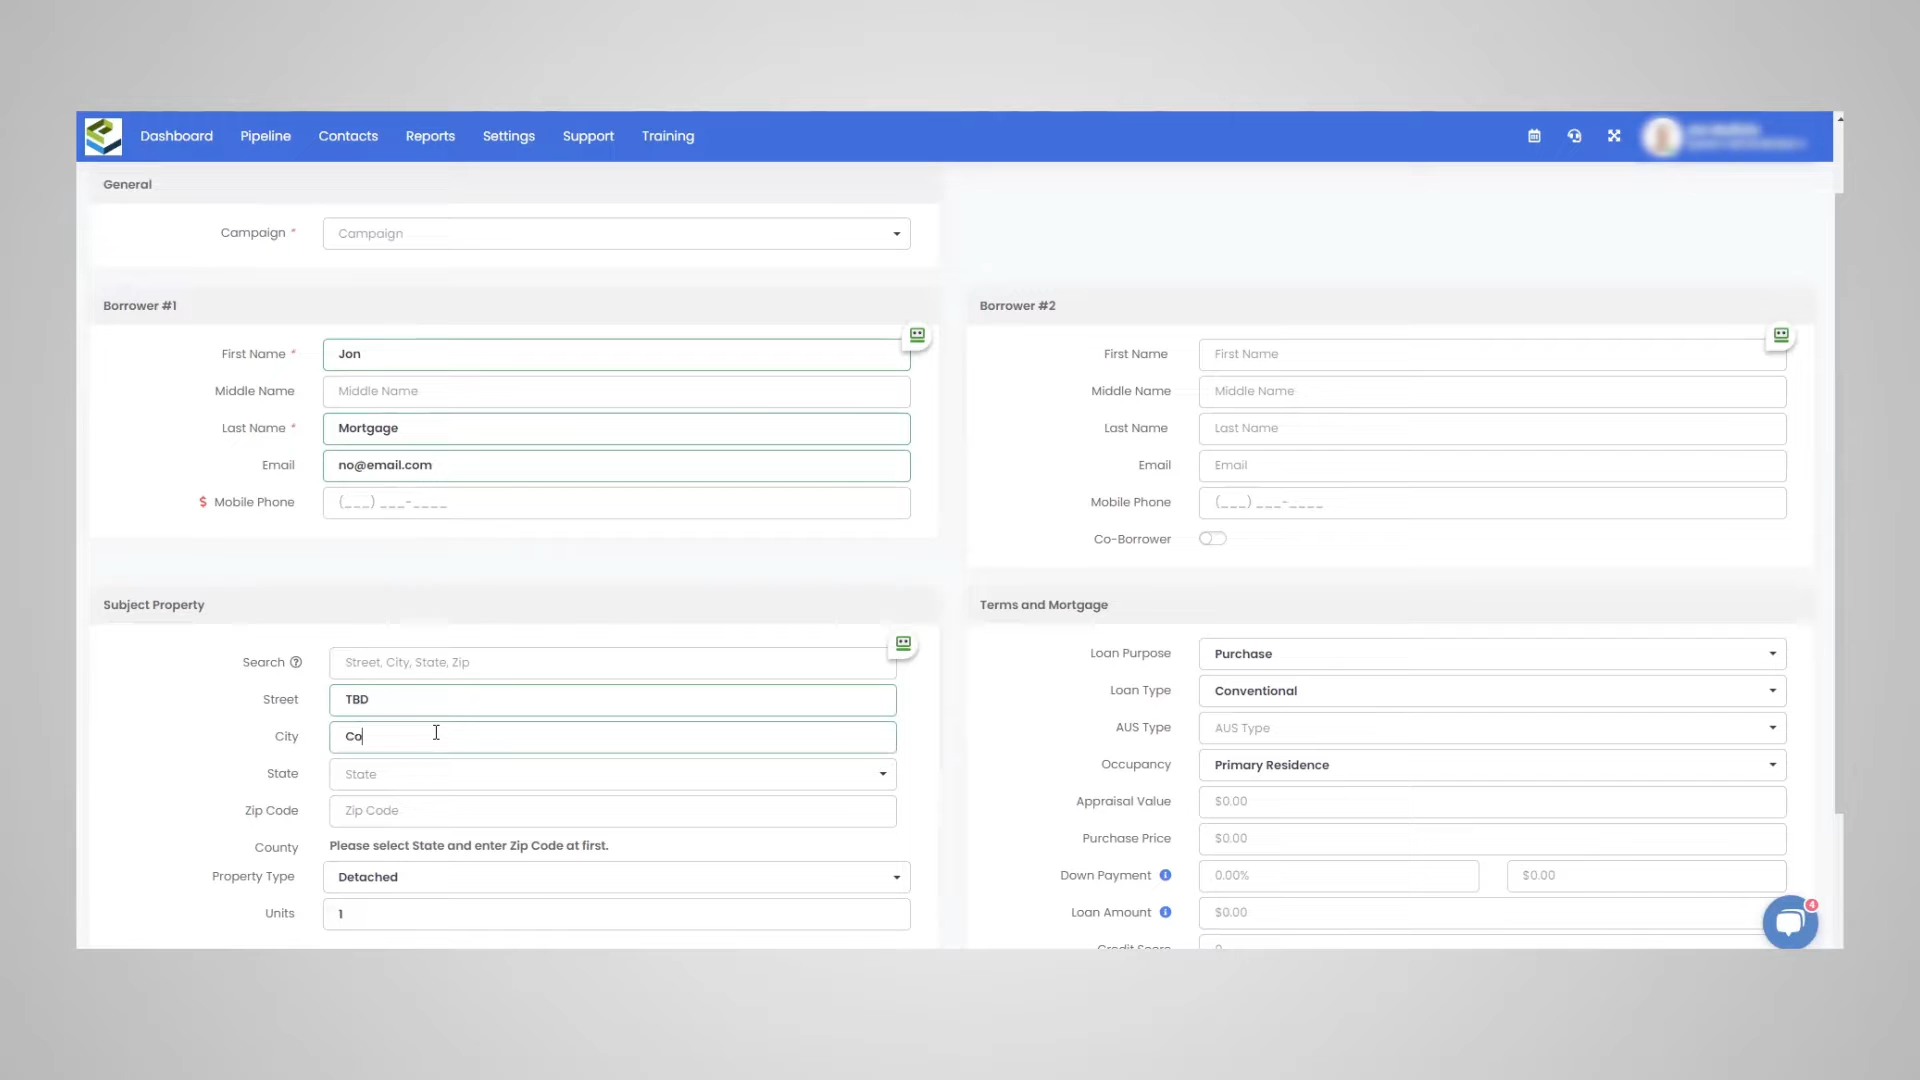 Dashboard Pipeline Contacts Reports Settings Support Training
General
Campaign * Campaign
Borrower #1
First Name * Jon
Middle Name Middle Name
Last Name * Mortgage
Email no@email.com
$ Mobile Phone (___) ___-____
Borrower #2
First Name First Name
Middle Name Middle Name
Last Name Last Name
Email Email
Mobile Phone (___) ___-____
Co-Borrower
Subject Property
Search Street, City, State, Zip
Street TBD
City Co
State State
Zip Code Zip Code
County Please select State and enter Zip Code at first.
Property Type Detached
Units 1
Terms and Mortgage
Loan Purpose Purchase
Loan Type Conventional
AUS Type AUS Type
Occupancy Primary Residence
Appraisal Value $0.00
Purchase Price $0.00
Down Payment 0.00% $0.00
Loan Amount $0.00
Credit Score
4